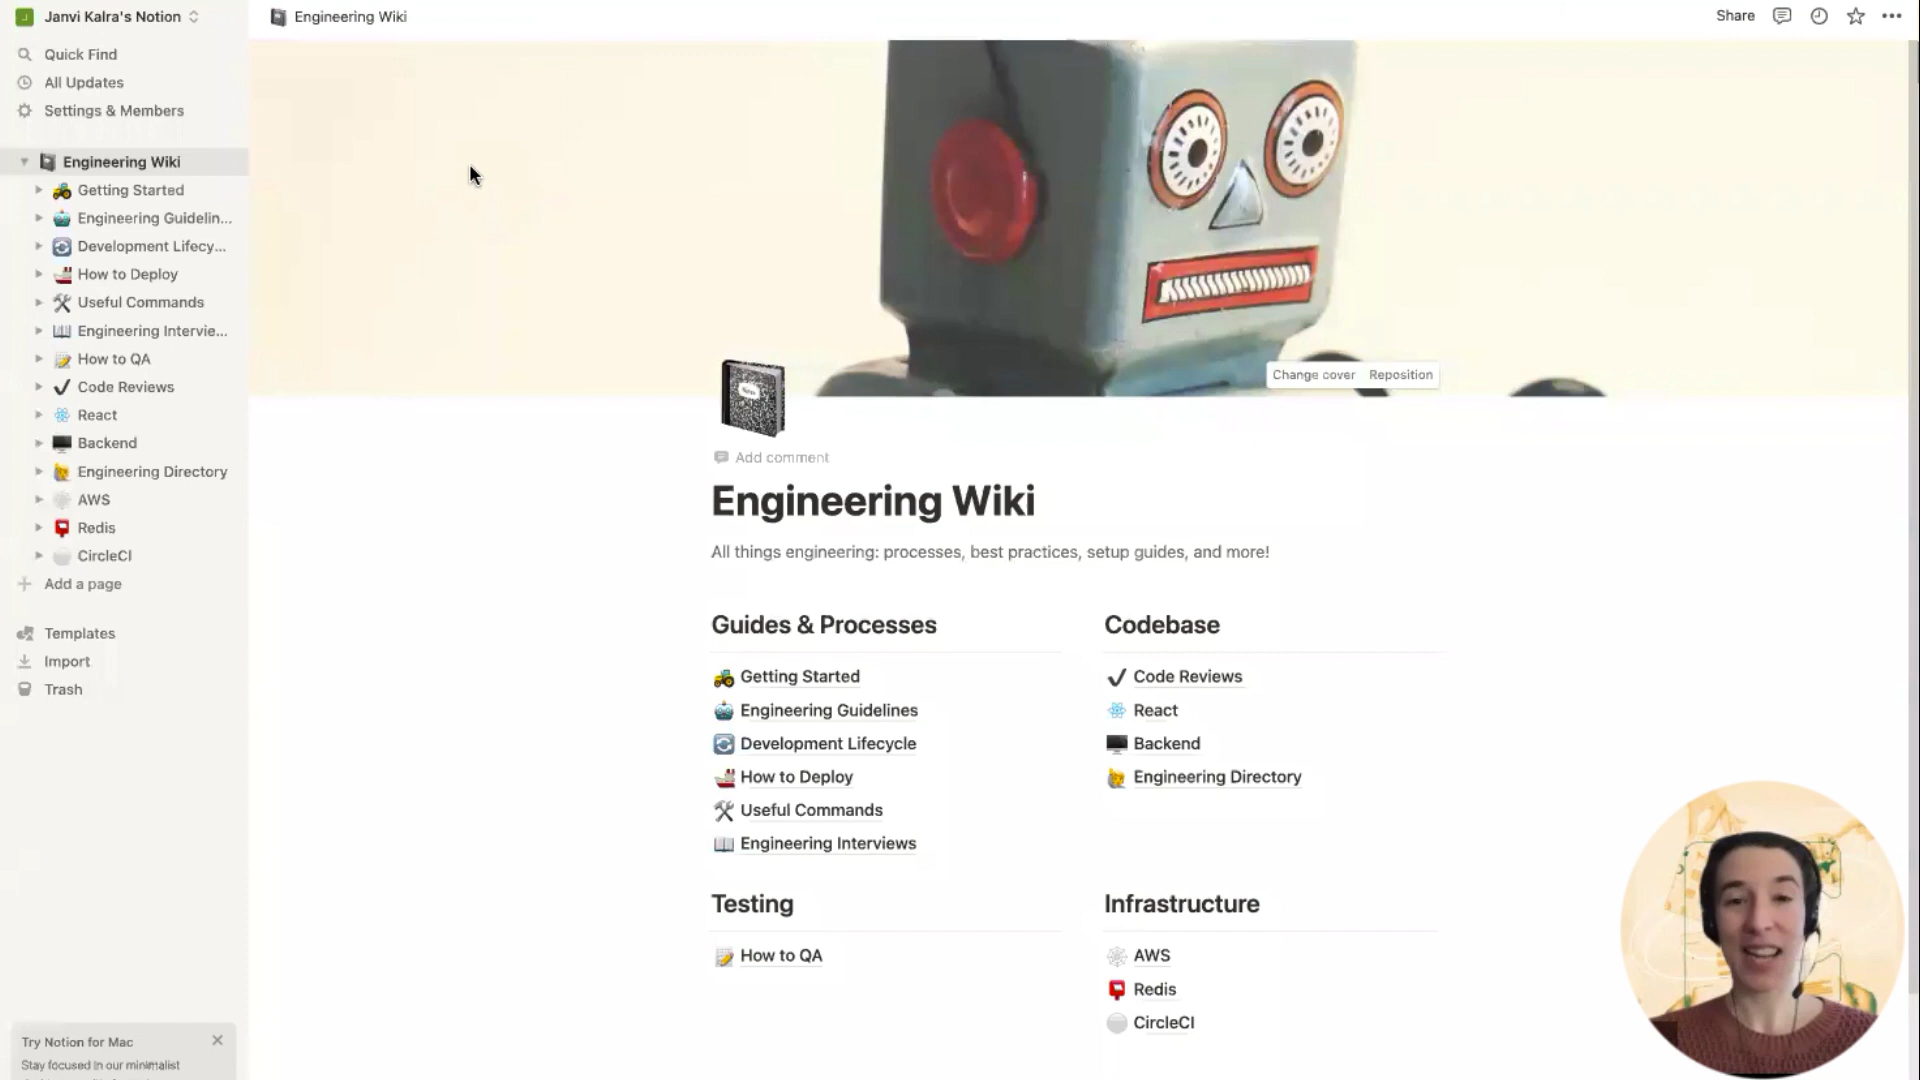 Janvi Kalra's Notion
Quick Find
All Updates
Settings & Members
Engineering Wiki
Getting Started
Engineering Guidelin...
Development Lifecy...
How to Deploy
Useful Commands
Engineering Intervie...
How to QA
Code Reviews
React
Backend
Engineering Directory
AWS
Redis
CircleCI
Add a page
Templates
Import
Trash
Try Notion for Mac
Stay focused in our minimalist
Engineering Wiki
Share
Change cover Reposition
Add comment
Engineering Wiki
All things engineering: processes, best practices, setup guides, and more!
Guides & Processes
Getting Started
Engineering Guidelines
Development Lifecycle
How to Deploy
Useful Commands
Engineering Interviews
Codebase
Code Reviews
React
Backend
Engineering Directory
Testing
How to QA
Infrastructure
AWS
Redis
CircleCI